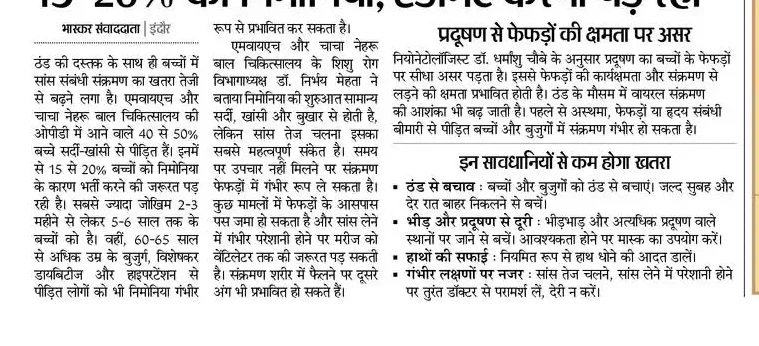 15-20% को निमोनिया, एडमिट करना पड़ रहा
भास्कर संवाददाता | इंदौर
ठंड की दस्तक के साथ ही बच्चों में
सांस संबंधी संक्रमण का खतरा तेजी
से बढ़ने लगा है। एमवायएच और
चाचा नेहरू बाल चिकित्सालय की
ओपीडी में आने वाले 40 से 50%
बच्चे सर्दी-खांसी से पीड़ित हैं। इनमें
से 15 से 20% बच्चों को निमोनिया
के कारण भर्ती करने की जरूरत पड़
रही है। सबसे ज्यादा जोखिम 2-3
महीने से लेकर 5-6 साल तक के
बच्चों को है। वहीं, 60-65 साल
से अधिक उम्र के बुजुर्ग, विशेषकर
डायबिटीज और हाइपरटेंशन से
पीड़ित लोगों को भी निमोनिया गंभीर
रूप से प्रभावित कर सकता है।
एमवायएच और चाचा नेहरू
बाल चिकित्सालय के शिशु रोग
विभागाध्यक्ष डॉ. निर्भय मेहता ने
बताया निमोनिया की शुरुआत सामान्य
सर्दी, खांसी और बुखार से होती है,
लेकिन सांस तेज चलना इसका
सबसे महत्वपूर्ण संकेत है। समय
पर उपचार नहीं मिलने पर संक्रमण
फेफड़ों में गंभीर रूप ले सकता है।
कुछ मामलों में फेफड़ों के आसपास
पस जमा हो सकता है और सांस लेने
में गंभीर परेशानी होने पर मरीज को
वेंटिलेटर तक की जरूरत पड़ सकती
है। संक्रमण शरीर में फैलने पर दूसरे
अंग भी प्रभावित हो सकते हैं।
प्रदूषण से फेफड़ों की क्षमता पर असर
नियोनेटोलॉजिस्ट डॉ. धर्मांशु चौबे के अनुसार प्रदूषण का बच्चों के फेफड़ों
पर सीधा असर पड़ता है। इससे फेफड़ों की कार्यक्षमता और संक्रमण से
लड़ने की क्षमता प्रभावित होती है। ठंड के मौसम में वायरल संक्रमण
की आशंका भी बढ़ जाती है। पहले से अस्थमा, फेफड़ों या हृदय संबंधी
बीमारी से पीड़ित बच्चों और बुजुर्गों में संक्रमण गंभीर हो सकता है।
इन सावधानियों से कम होगा खतरा
▪ ठंड से बचाव : बच्चों और बुजुर्गों को ठंड से बचाएं। जल्द सुबह और
देर रात बाहर निकलने से बचें।
▪ भीड़ और प्रदूषण से दूरी : भीड़भाड़ और अत्यधिक प्रदूषण वाले
स्थानों पर जाने से बचें। आवश्यकता होने पर मास्क का उपयोग करें।
▪ हाथों की सफाई : नियमित रूप से हाथ धोने की आदत डालें।
▪ गंभीर लक्षणों पर नजर : सांस तेज चलने, सांस लेने में परेशानी होने
पर तुरंत डॉक्टर से परामर्श लें, देरी न करें।